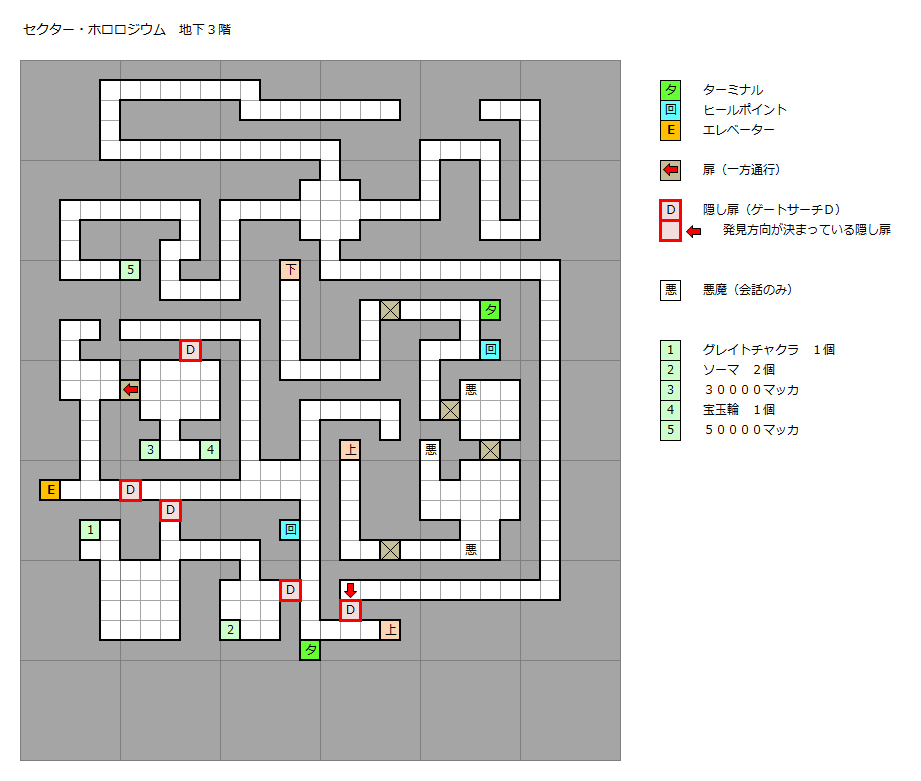 セクター・ホロロジウム　地下３階
タ　ターミナル
回　ヒールポイント
E　エレベーター
扉（一方通行）
D　隠し扉（ゲートサーチＤ）
発見方向が決まっている隠し扉
悪　悪魔（会話のみ）
1　グレイトチャクラ　１個
2　ソーマ　２個
3　３００００マッカ
4　宝玉輪　１個
5　５００００マッカ
5
下
タ
D
回
悪
3
4
上
悪
E
D
D
1
回
悪
D
D
2
上
タ